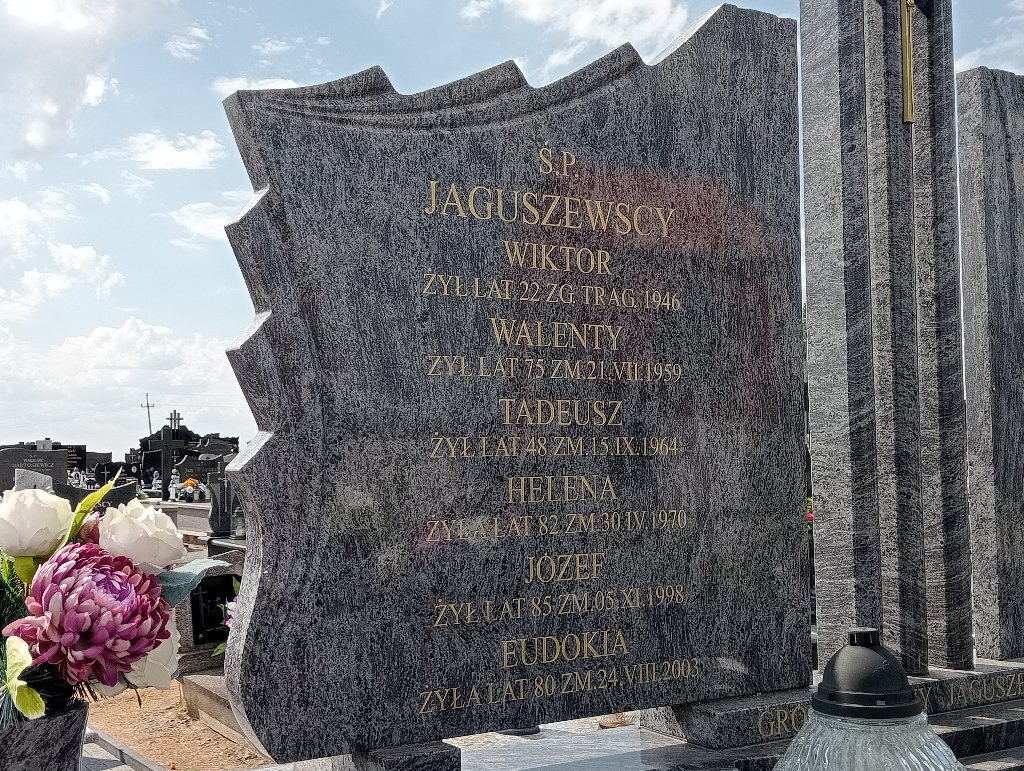 Ś.P.
JAGUSZEWSCY
WIKTOR
ŻYŁ LAT 22 ZG.TRAG.1946
WALENTY
ŻYŁ LAT 75 ZM.21.VII.1959
TADEUSZ
ŻYŁ LAT 48 ZM.15.IX.1964
HELENA
ŻYŁA LAT 82 ZM.30.IV.1970
JÓZEF
ŻYŁ LAT 85 ZM.05.XI.1998
EUDOKIA
ŻYŁA LAT 80 ZM.24.VIII.2003
WACŁAW
BARTOSIEWICZ